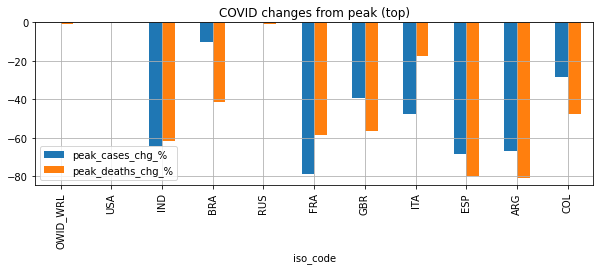 COVID changes from peak (top)
0
−20
−40
−60
−80
peak_cases_chg_%
peak_deaths_chg_%
OWID_WRL
USA
IND
BRA
RUS
FRA
GBR
ITA
ESP
ARG
COL
iso_code